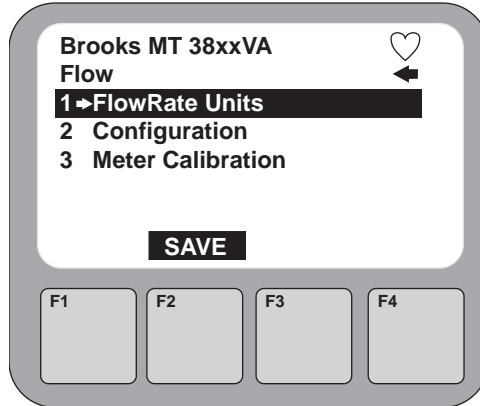 Brooks MT 38xxVA
Flow
1 ➡FlowRate Units
2 Configuration
3 Meter Calibration
SAVE
F1 F2 F3 F4